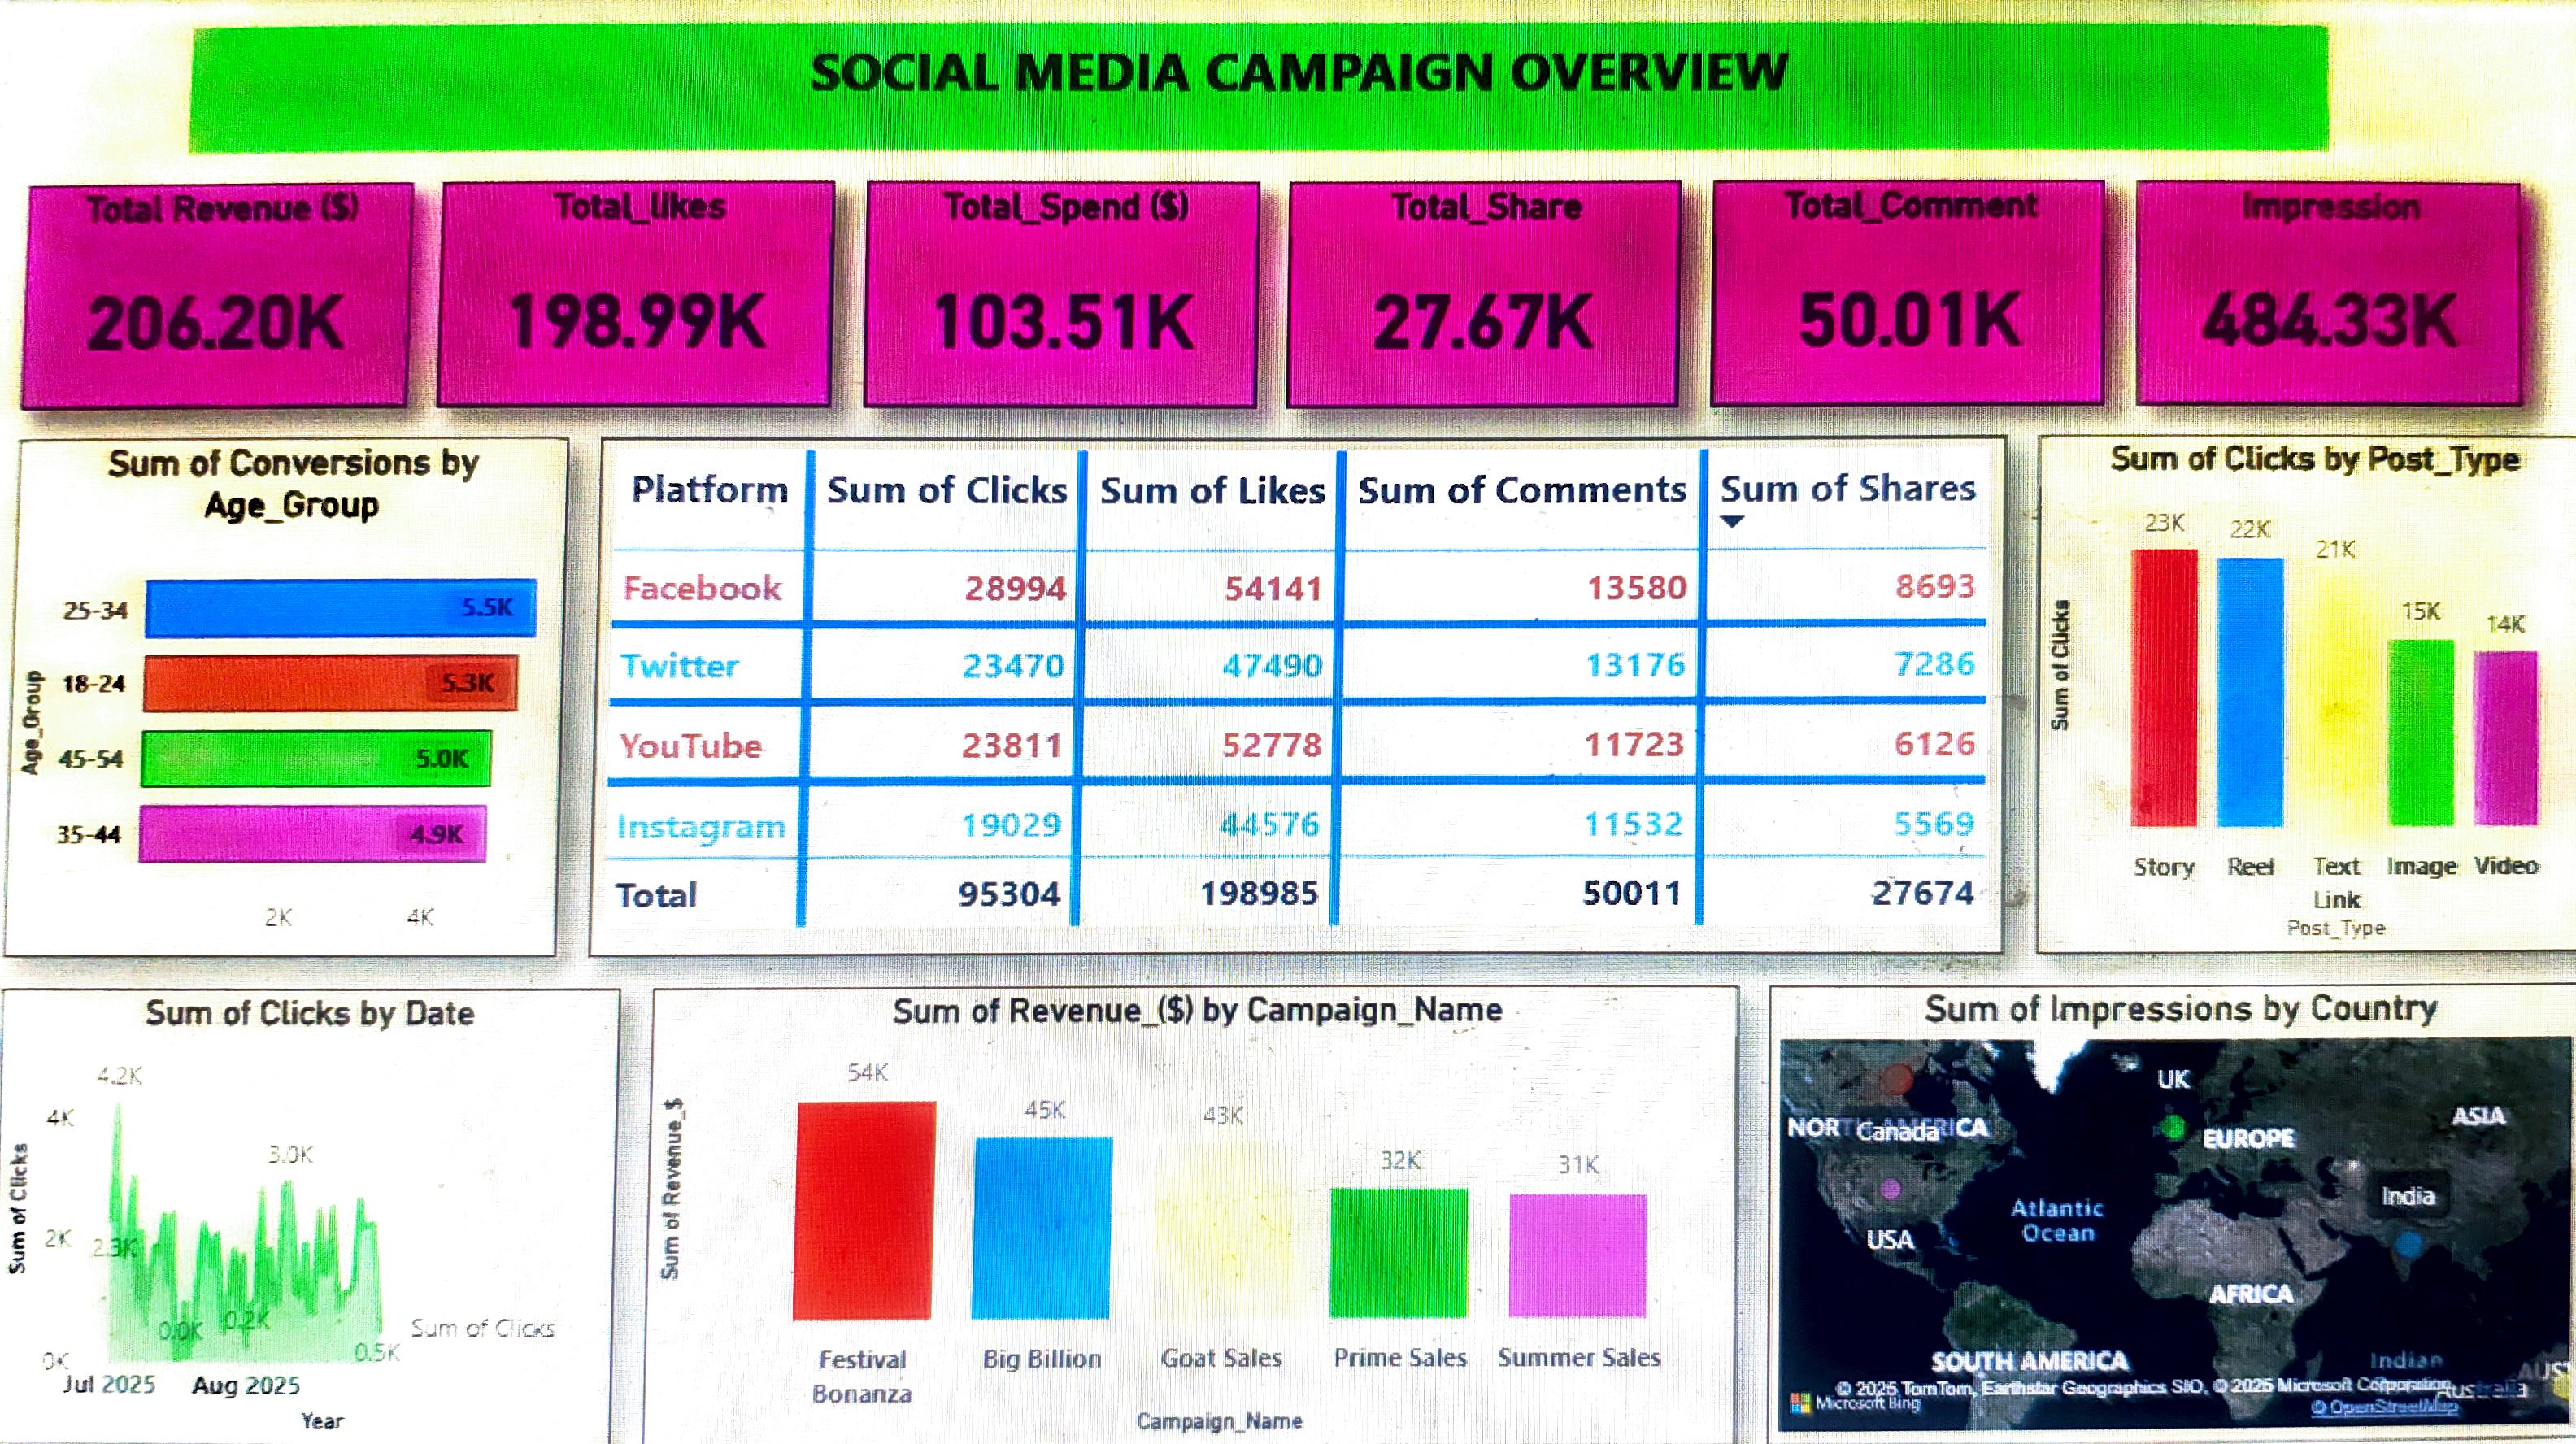 SOCIAL MEDIA CAMPAIGN OVERVIEW
Total Revenue ($)
206.20K
Total_likes
198.99K
Total_Spend ($)
103.51K
Total_Share
27.67K
Total_Comment
50.01K
Impression
484.33K
Sum of Conversions by
Age_Group
Age_Group
25-34 5.5K
18-24 5.3K
45-54 5.0K
35-44 4.9K
2K 4K
Platform Sum of Clicks Sum of Likes Sum of Comments Sum of Shares
Facebook 28994 54141 13580 8693
Twitter 23470 47490 13176 7286
YouTube 23811 52778 11723 6126
Instagram 19029 44576 11532 5569
Total 95304 198985 50011 27674
Sum of Clicks by Post_Type
Sum of Clicks
23K 22K 21K 15K 14K
Story Reel Text Image Video
Link
Post_Type
Sum of Clicks by Date
Sum of Clicks
4.2K
4K
3.0K
2K 2.3K
0.0K 0.2K
Sum of Clicks
0K 0.5K
Jul 2025 Aug 2025
Year
Sum of Revenue_($) by Campaign_Name
Sum of Revenue_$
54K 45K 43K 32K 31K
Festival Big Billion Goat Sales Prime Sales Summer Sales
Bonanza
Campaign_Name
Sum of Impressions by Country
UK
NORTH AMERICA
Canada
EUROPE
ASIA
India
Atlantic
Ocean
USA
AFRICA
SOUTH AMERICA
Indian
AUST
Australia
© 2025 TomTom, Earthstar Geographics SIO, © 2025 Microsoft Corporation,
Microsoft Bing
© OpenStreetMap